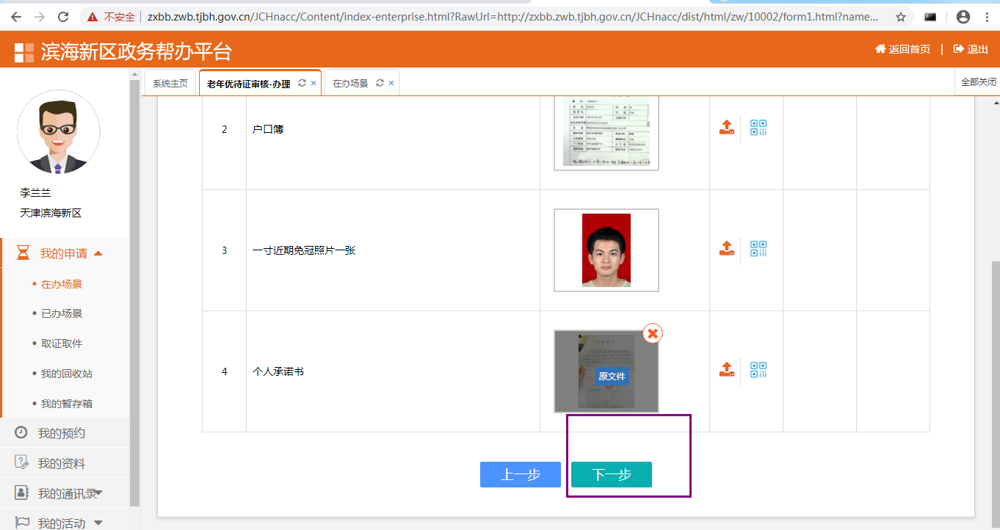 不安全 zxbb.zwb.tjbh.gov.cn/JCHnacc/Content/index-enterprise.html?RawUrl=http://zxbb.zwb.tjbh.gov.cn/JCHnacc/dist/html/zw/10002/form1.html?name...
滨海新区政务帮办平台
返回首页 | 退出
系统主页 老年优待证审核-办理 × 在办场景 × 全部关闭
李兰兰
天津滨海新区
我的申请
• 在办场景
• 已办场景
• 取证取件
• 我的回收站
• 我的暂存箱
我的预约
我的资料
我的通讯录
我的活动
2 户口簿
3 一寸近期免冠照片一张
4 个人承诺书 原文件
上一步 下一步